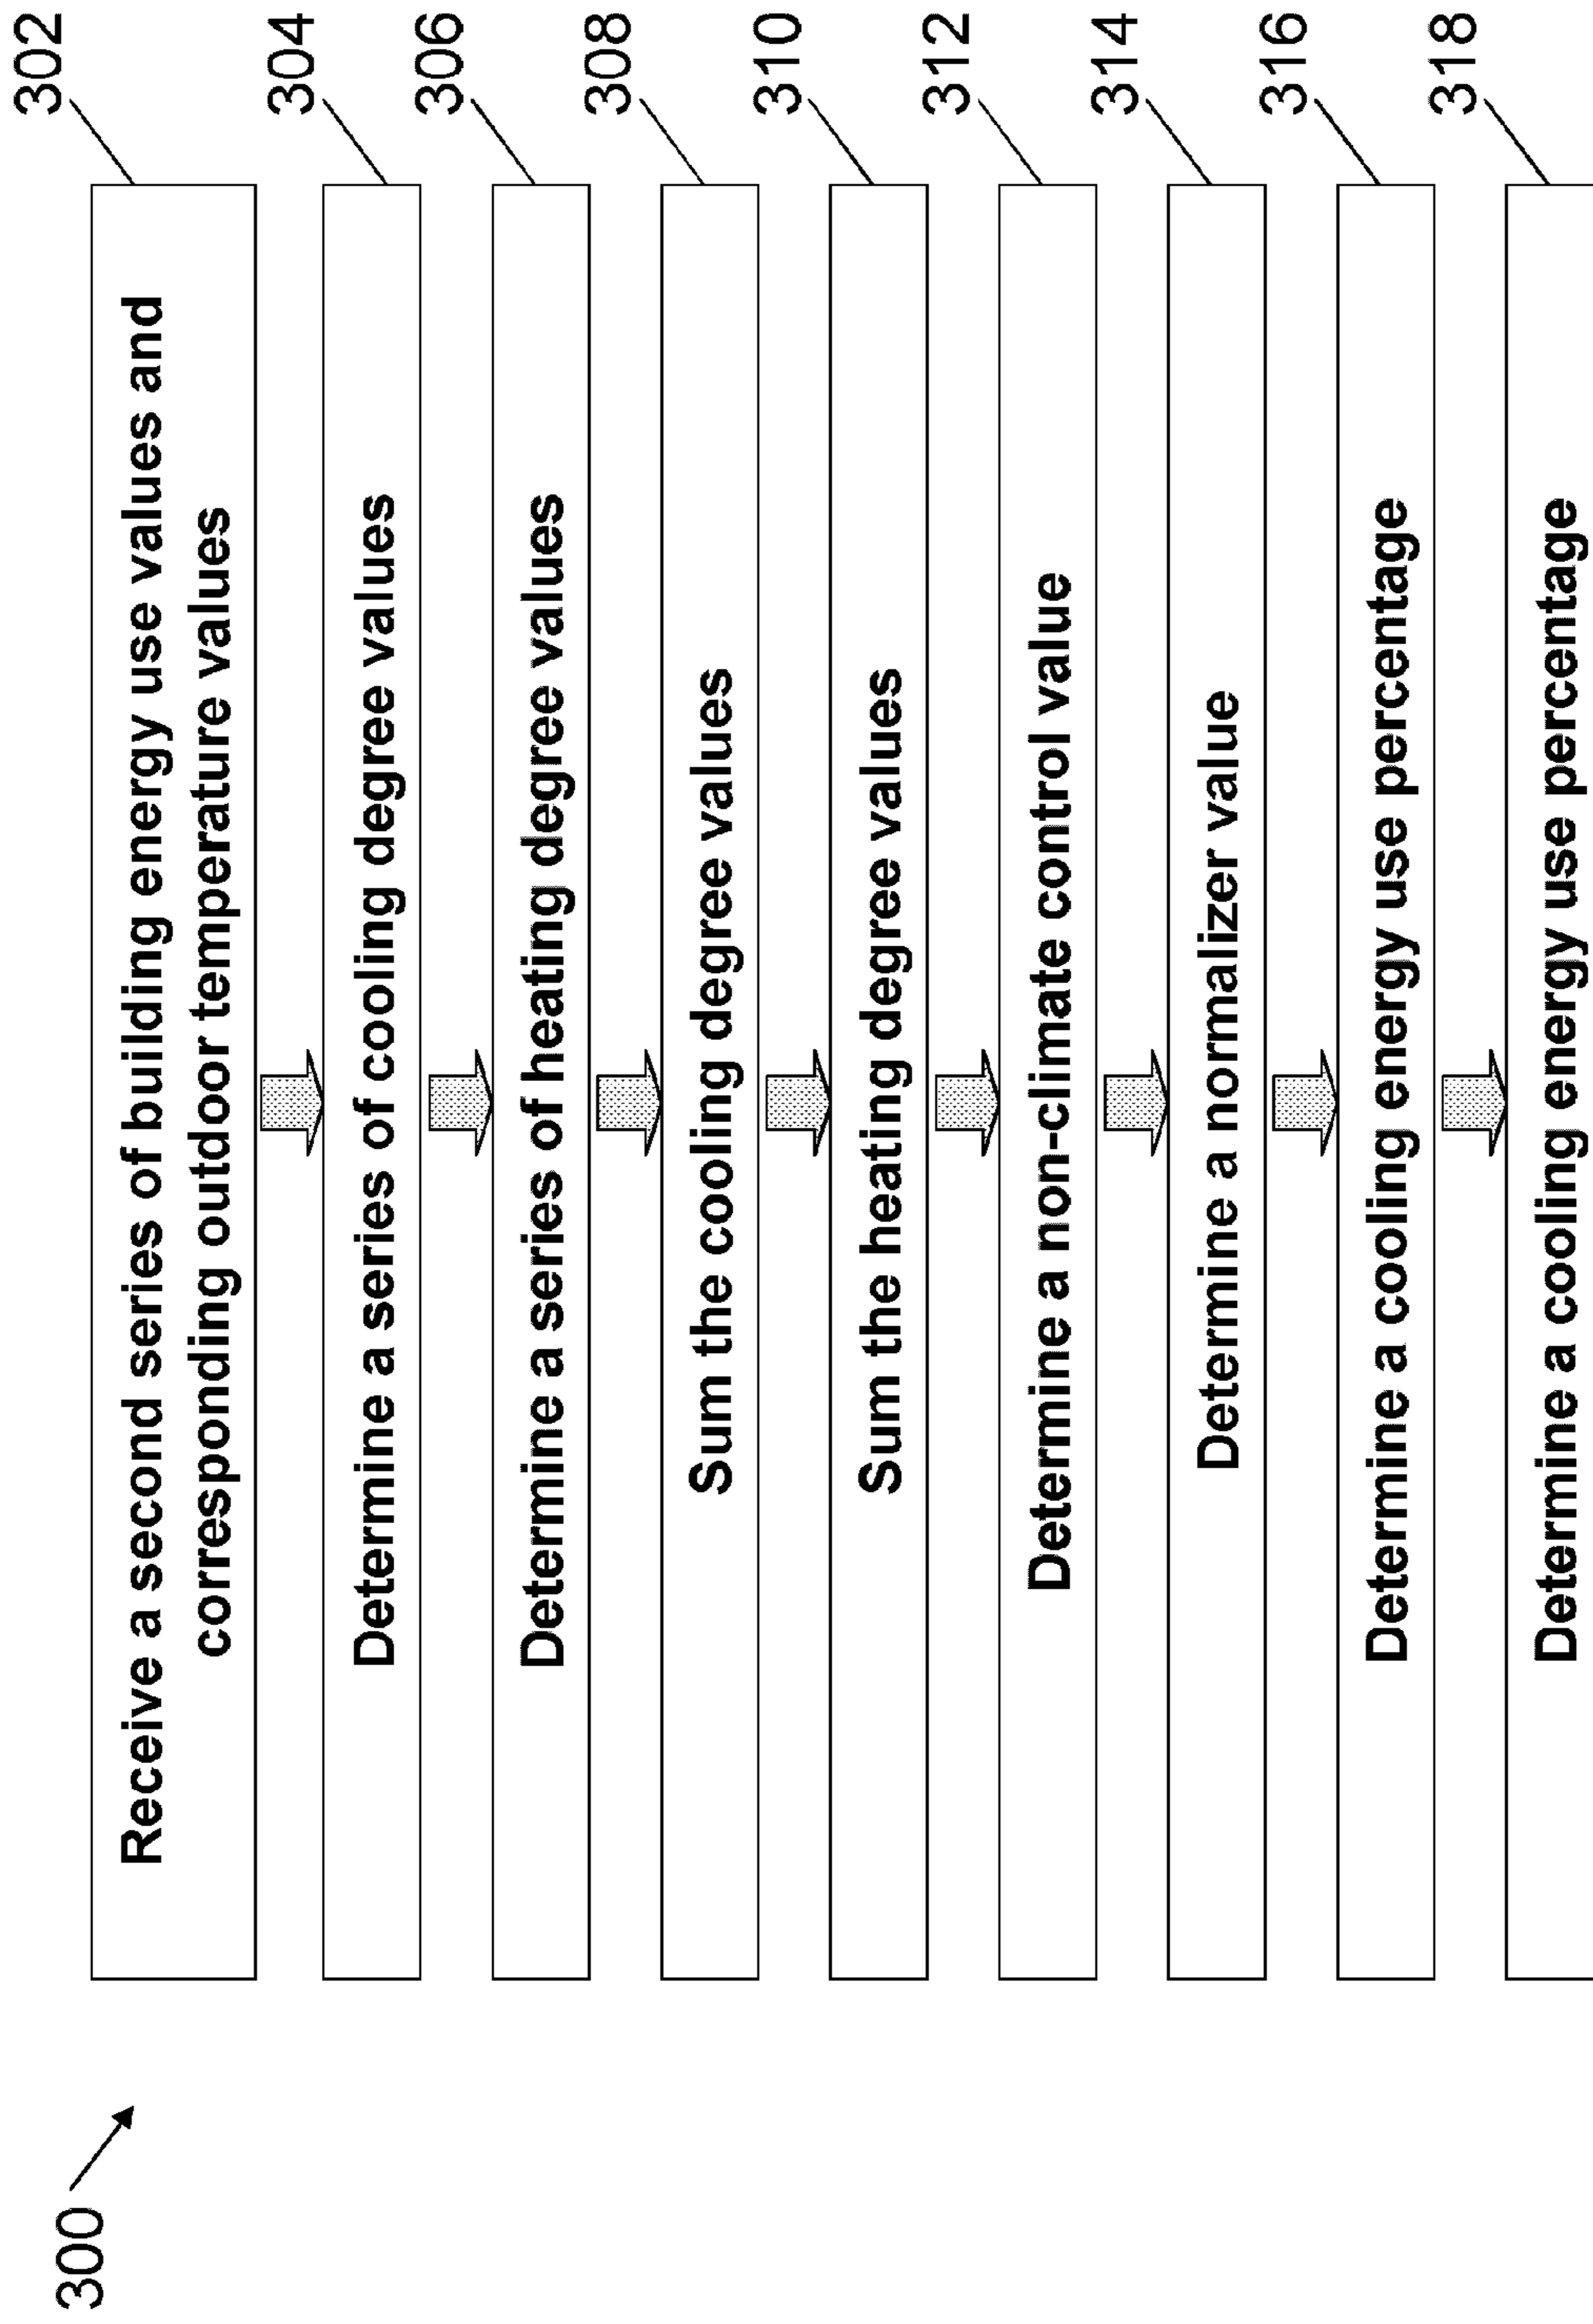 300
302
Receive a second series of building energy use values and
corresponding outdoor temperature values
304
Determine a series of cooling degree values
306
Determine a series of heating degree values
308
Sum the cooling degree values
310
Sum the heating degree values
312
Determine a non-climate control value
314
Determine a normalizer value
316
Determine a cooling energy use percentage
318
Determine a cooling energy use percentage